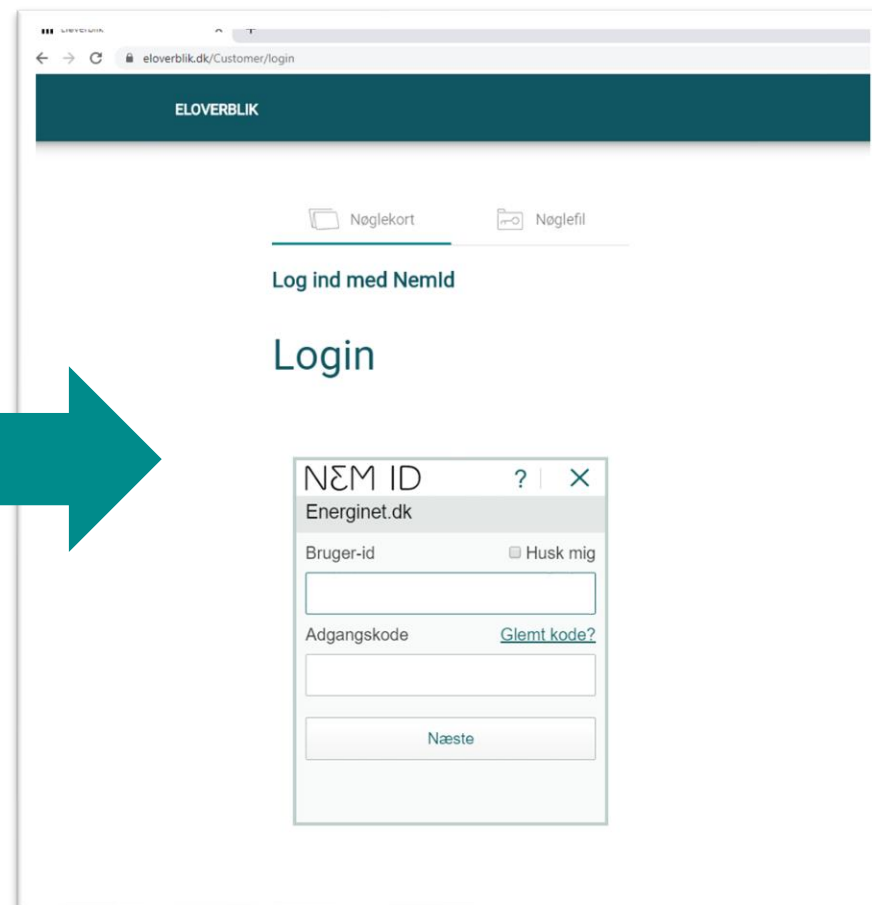 eloverblik.dk/Customer/login
ELOVERBLIK
Nøglekort Nøglefil
Log ind med NemId
Login
NEM ID ? X
Energinet.dk
Bruger-id Husk mig
Adgangskode Glemt kode?
Næste